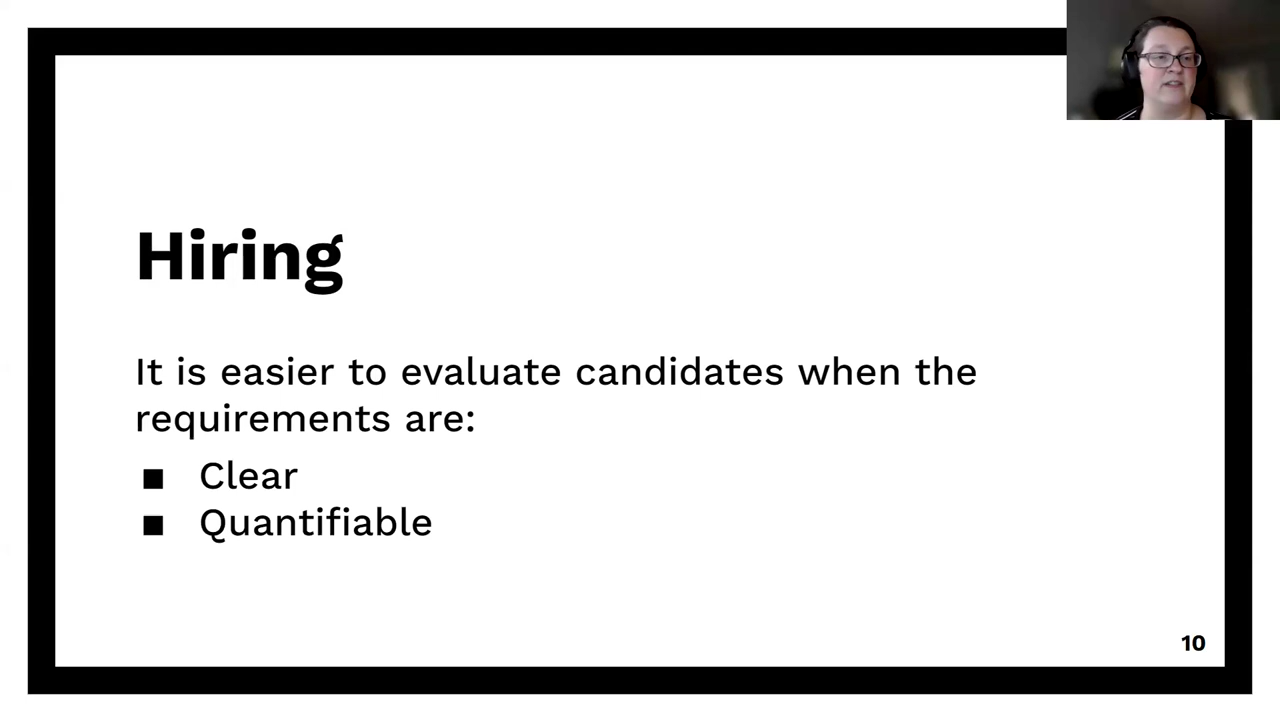 Hiring
It is easier to evaluate candidates when the
requirements are:
■ Clear
■ Quantifiable
10